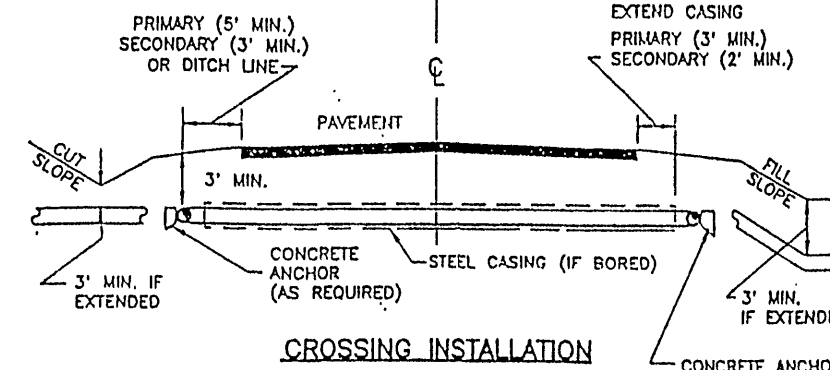 PRIMARY (5' MIN.)
SECONDARY (3' MIN.)
OR DITCH LINE
EXTEND CASING
PRIMARY (3' MIN.)
SECONDARY (2' MIN.)
℄
PAVEMENT
CUT
SLOPE
FILL
SLOPE
3' MIN.
3' MIN. IF
EXTENDED
CONCRETE
ANCHOR
(AS REQUIRED)
STEEL CASING (IF BORED)
3' MIN.
IF EXTENDE
CROSSING INSTALLATION
CONCRETE ANCHO